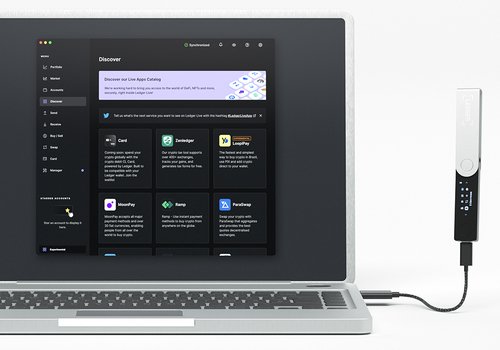 Discover
Synchronized
MENU
Portfolio
Market
Accounts
Discover
Send
Receive
Buy / Sell
Swap
Card
Manager
STARRED ACCOUNTS
Star an account to display it
here.
Experimental
Discover our Live Apps Catalog
We're working hard to bring you access to the world of DeFi, NFTs and more,
securely, right inside Ledger Live!
Tell us what's the next service you want to see on Ledger Live with the hashtag #LedgerLiveApp
Card
Coming soon: spend your
crypto globally with the
crypto debit CL Card,
powered by Ledger. Built to
be compatible with your
Ledger wallet. Join the
waitlist!
Zenledger
Our crypto tax tool supports
over 400+ exchanges,
tracks your gains, and
generates tax forms for free.
LoopiPay
The fastest and simplest
way to buy crypto in Brazil,
use PIX and add crypto
direct to your wallet.
MoonPay
MoonPay accepts all major
payment methods and over
30 fiat currencies, enabling
people from all over the
world to buy crypto.
Ramp
Ramp - Use instant payment
methods to buy crypto from
anywhere on the globe.
ParaSwap
Swap your crypto with
Paraswap that aggregates
and provides the best
quotes decentralized
exchanges.